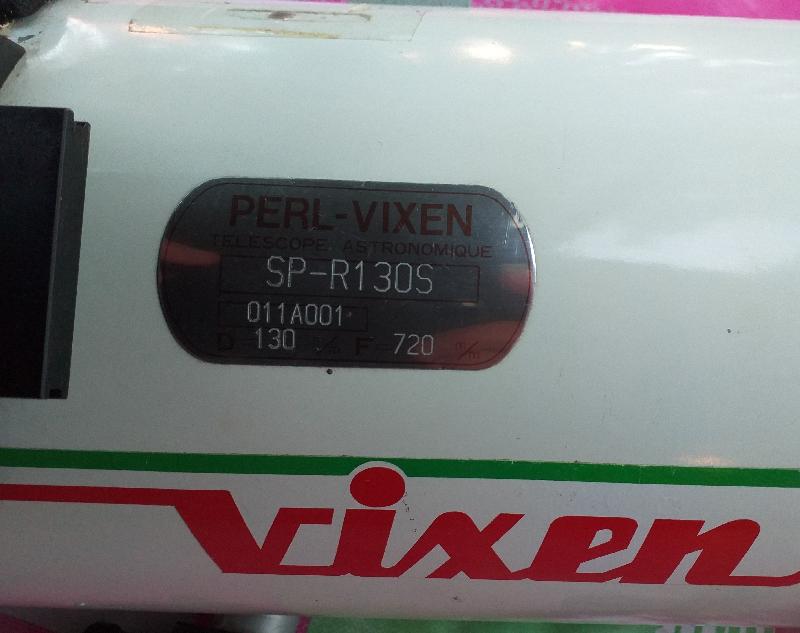 PERL-VIXEN
TELESCOPE ASTRONOMIQUE
SP-R130S
011A001
D 130 m/m F 720 m/m
vixen